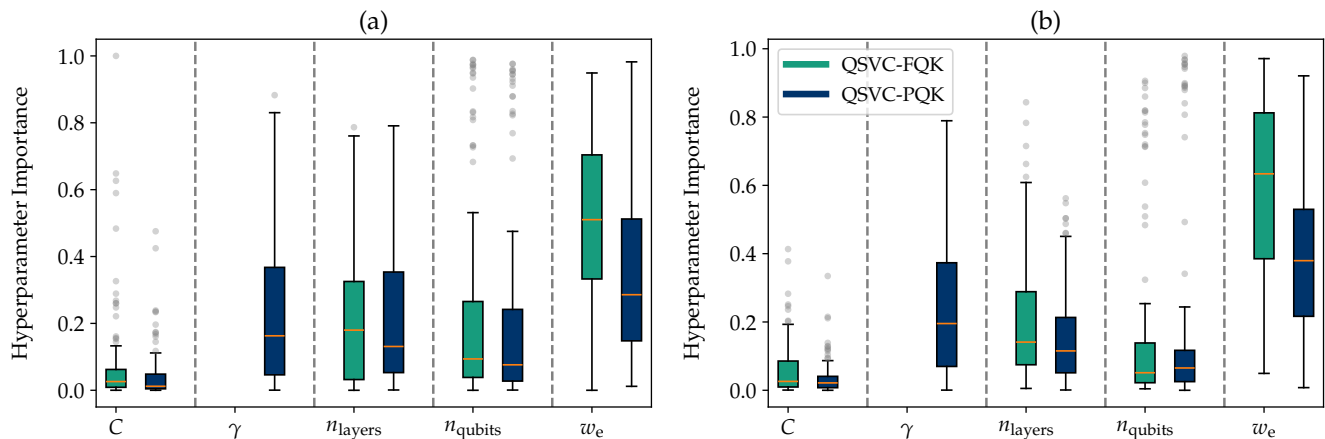 (a)
Hyperparameter Importance
1.0
0.8
0.6
0.4
0.2
0.0
C
γ
n_layers
n_qubits
w_e
(b)
Hyperparameter Importance
1.0
0.8
0.6
0.4
0.2
0.0
QSVC-FQK
QSVC-PQK
C
γ
n_layers
n_qubits
w_e